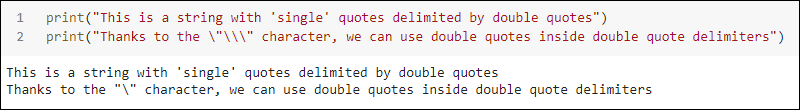 1 print("This is a string with 'single' quotes delimited by double quotes")
2 print("Thanks to the \"\\\" character, we can use double quotes inside double quote delimiters")
This is a string with 'single' quotes delimited by double quotes
Thanks to the "\" character, we can use double quotes inside double quote delimiters